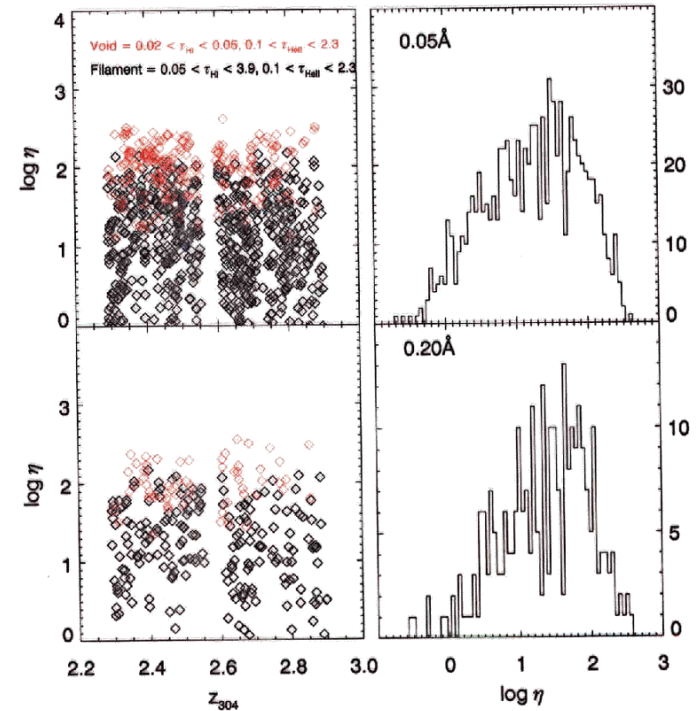 4
Void = 0.02 < τHI < 0.05, 0.1 < τHeII < 2.3
Filament = 0.05 < τHI < 3.9, 0.1 < τHeII < 2.3
3
log η
2
1
0
0.05Å
30
20
10
0
3
log η
2
1
0
2.2 2.4 2.6 2.8 3.0
z304
0.20Å
10
5
0
0 1 2 3
log η